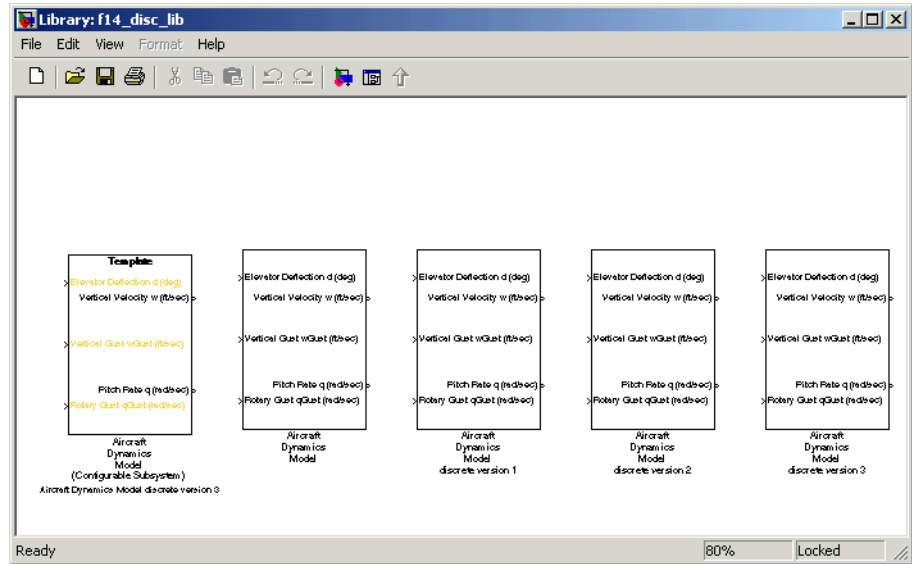 Library: f14_disc_lib
File Edit View Format Help
Template
Elevator Deflection d (deg)
Vertical Velocity w (ft/sec)
Vertical Gust wGust (ft/sec)
Pitch Rate q (rad/sec)
Rotary Gust qGust (rad/sec)
Aircraft
Dynamics
Model
(Configurable Subsystem)
Aircraft Dynamics Model discrete version 3
Elevator Deflection d (deg)
Vertical Velocity w (ft/sec)
Vertical Gust wGust (ft/sec)
Pitch Rate q (rad/sec)
Rotary Gust qGust (rad/sec)
Aircraft
Dynamics
Model
Elevator Deflection d (deg)
Vertical Velocity w (ft/sec)
Vertical Gust wGust (ft/sec)
Pitch Rate q (rad/sec)
Rotary Gust qGust (rad/sec)
Aircraft
Dynamics
Model
discrete version 1
Elevator Deflection d (deg)
Vertical Velocity w (ft/sec)
Vertical Gust wGust (ft/sec)
Pitch Rate q (rad/sec)
Rotary Gust qGust (rad/sec)
Aircraft
Dynamics
Model
discrete version 2
Elevator Deflection d (deg)
Vertical Velocity w (ft/sec)
Vertical Gust wGust (ft/sec)
Pitch Rate q (rad/sec)
Rotary Gust qGust (rad/sec)
Aircraft
Dynamics
Model
discrete version 3
Ready 80% Locked